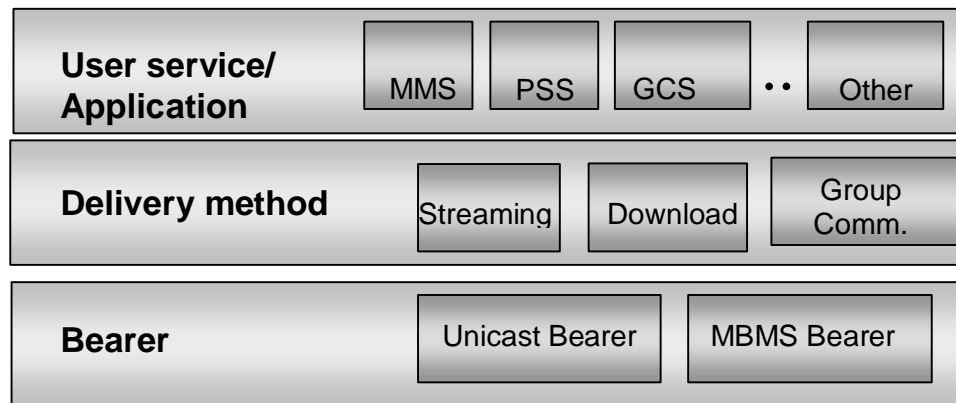 User service/
Application
MMS
PSS
GCS
..
Other
Delivery method
Streaming
Download
Group
Comm.
Bearer
Unicast Bearer
MBMS Bearer